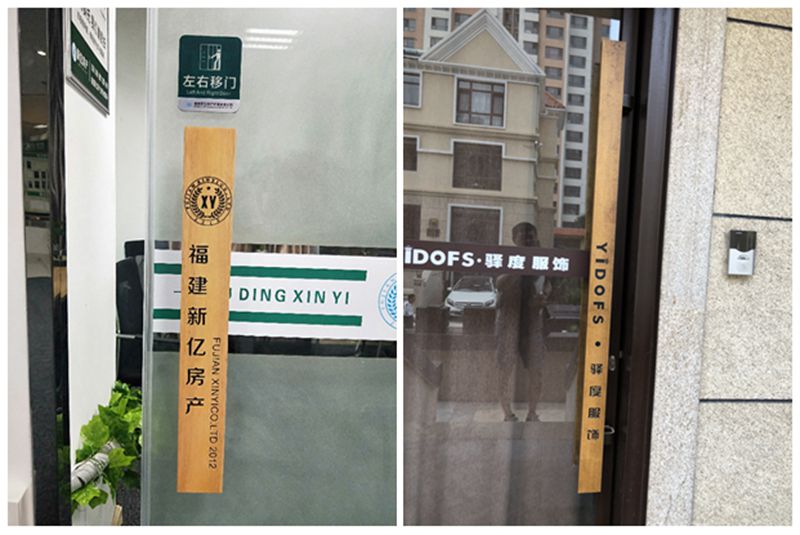 左右移门
Left And Right Door
XY
福建新亿房产
FUJIAN XINYICO.LTD 2012
DING XIN YI
YIDOFS·驿度服饰
YIDOFS·驿度服饰